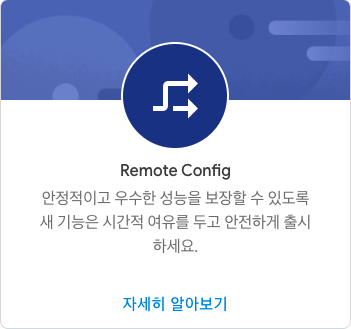 Remote Config
안정적이고 우수한 성능을 보장할 수 있도록
새 기능은 시간적 여유를 두고 안전하게 출시
하세요.
자세히 알아보기